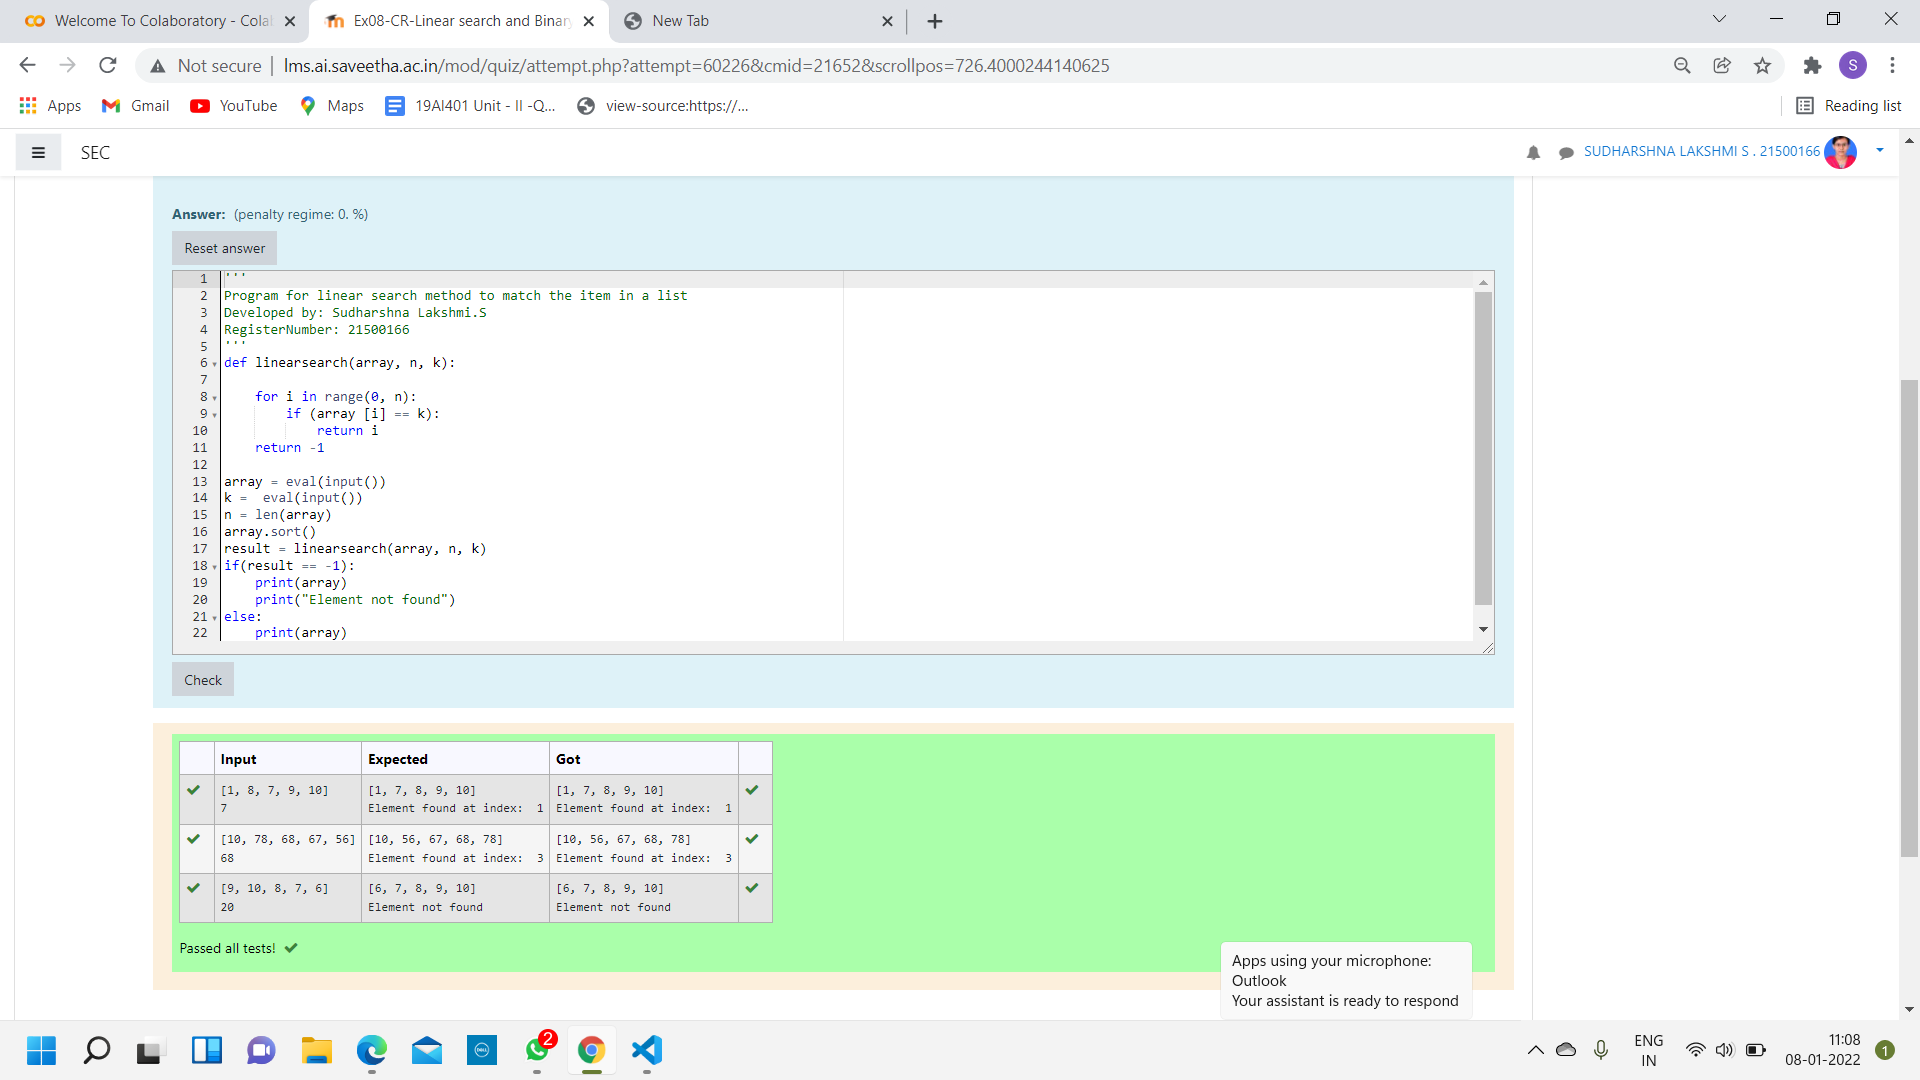 Welcome To Colaboratory - Cola
Ex08-CR-Linear search and Binar
New Tab
Not secure
lms.ai.saveetha.ac.in/mod/quiz/attempt.php?attempt=60226&cmid=21652&scrollpos=726.4000244140625
S
Apps
Gmail
YouTube
Maps
19AI401 Unit - II -Q...
view-source:https://...
Reading list
SEC
SUDHARSHNA LAKSHMI S . 21500166
Answer: (penalty regime: 0. %)
Reset answer
1 '''
2 Program for linear search method to match the item in a list
3 Developed by: Sudharshna Lakshmi.S
4 RegisterNumber: 21500166
5 '''
6 def linearsearch(array, n, k):
7
8     for i in range(0, n):
9         if (array [i] == k):
10             return i
11     return -1
12
13 array = eval(input())
14 k =  eval(input())
15 n = len(array)
16 array.sort()
17 result = linearsearch(array, n, k)
18 if(result == -1):
19     print(array)
20     print("Element not found")
21 else:
22     print(array)
Check
Input Expected Got
[1, 8, 7, 9, 10] [1, 7, 8, 9, 10] [1, 7, 8, 9, 10]
7 Element found at index:  1 Element found at index:  1
[10, 78, 68, 67, 56] [10, 56, 67, 68, 78] [10, 56, 67, 68, 78]
68 Element found at index:  3 Element found at index:  3
[9, 10, 8, 7, 6] [6, 7, 8, 9, 10] [6, 7, 8, 9, 10]
20 Element not found Element not found
Passed all tests!
Apps using your microphone:
Outlook
Your assistant is ready to respond
DELL
2
ENG
IN
11:08
08-01-2022
1